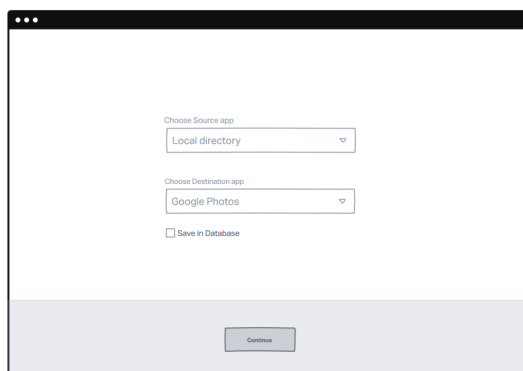 Choose Source app
Local directory
Choose Destination app
Google Photos
Save in Database
Continue